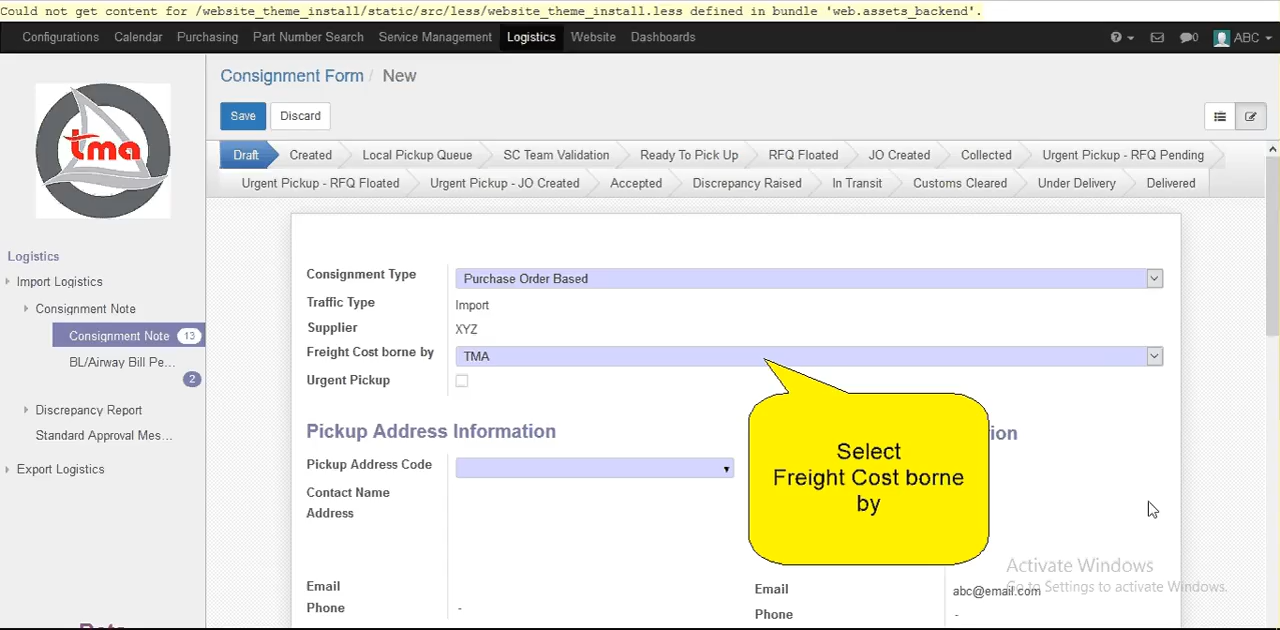 Could not get content for /website_theme_install/static/src/less/website_theme_install.less defined in bundle 'web.assets_backend'.
Configurations Calendar Purchasing Part Number Search Service Management Logistics Website Dashboards 0 ABC
Consignment Form / New
Save Discard
Draft Created Local Pickup Queue SC Team Validation Ready To Pick Up RFQ Floated JO Created Collected Urgent Pickup - RFQ Pending
Urgent Pickup - RFQ Floated Urgent Pickup - JO Created Accepted Discrepancy Raised In Transit Customs Cleared Under Delivery Delivered
tma
Logistics
Import Logistics
Consignment Note
Consignment Note 13
BL/Airway Bill Pe...
2
Discrepancy Report
Standard Approval Mes...
Export Logistics
Consignment Type Purchase Order Based
Traffic Type Import
Supplier XYZ
Freight Cost borne by TMA
Urgent Pickup
Pickup Address Information
Pickup Address Code
Contact Name
Address
Email
Phone -
Select
Freight Cost borne
by
Email abc@email.com
Phone -
Activate Windows
Go to Settings to activate Windows.